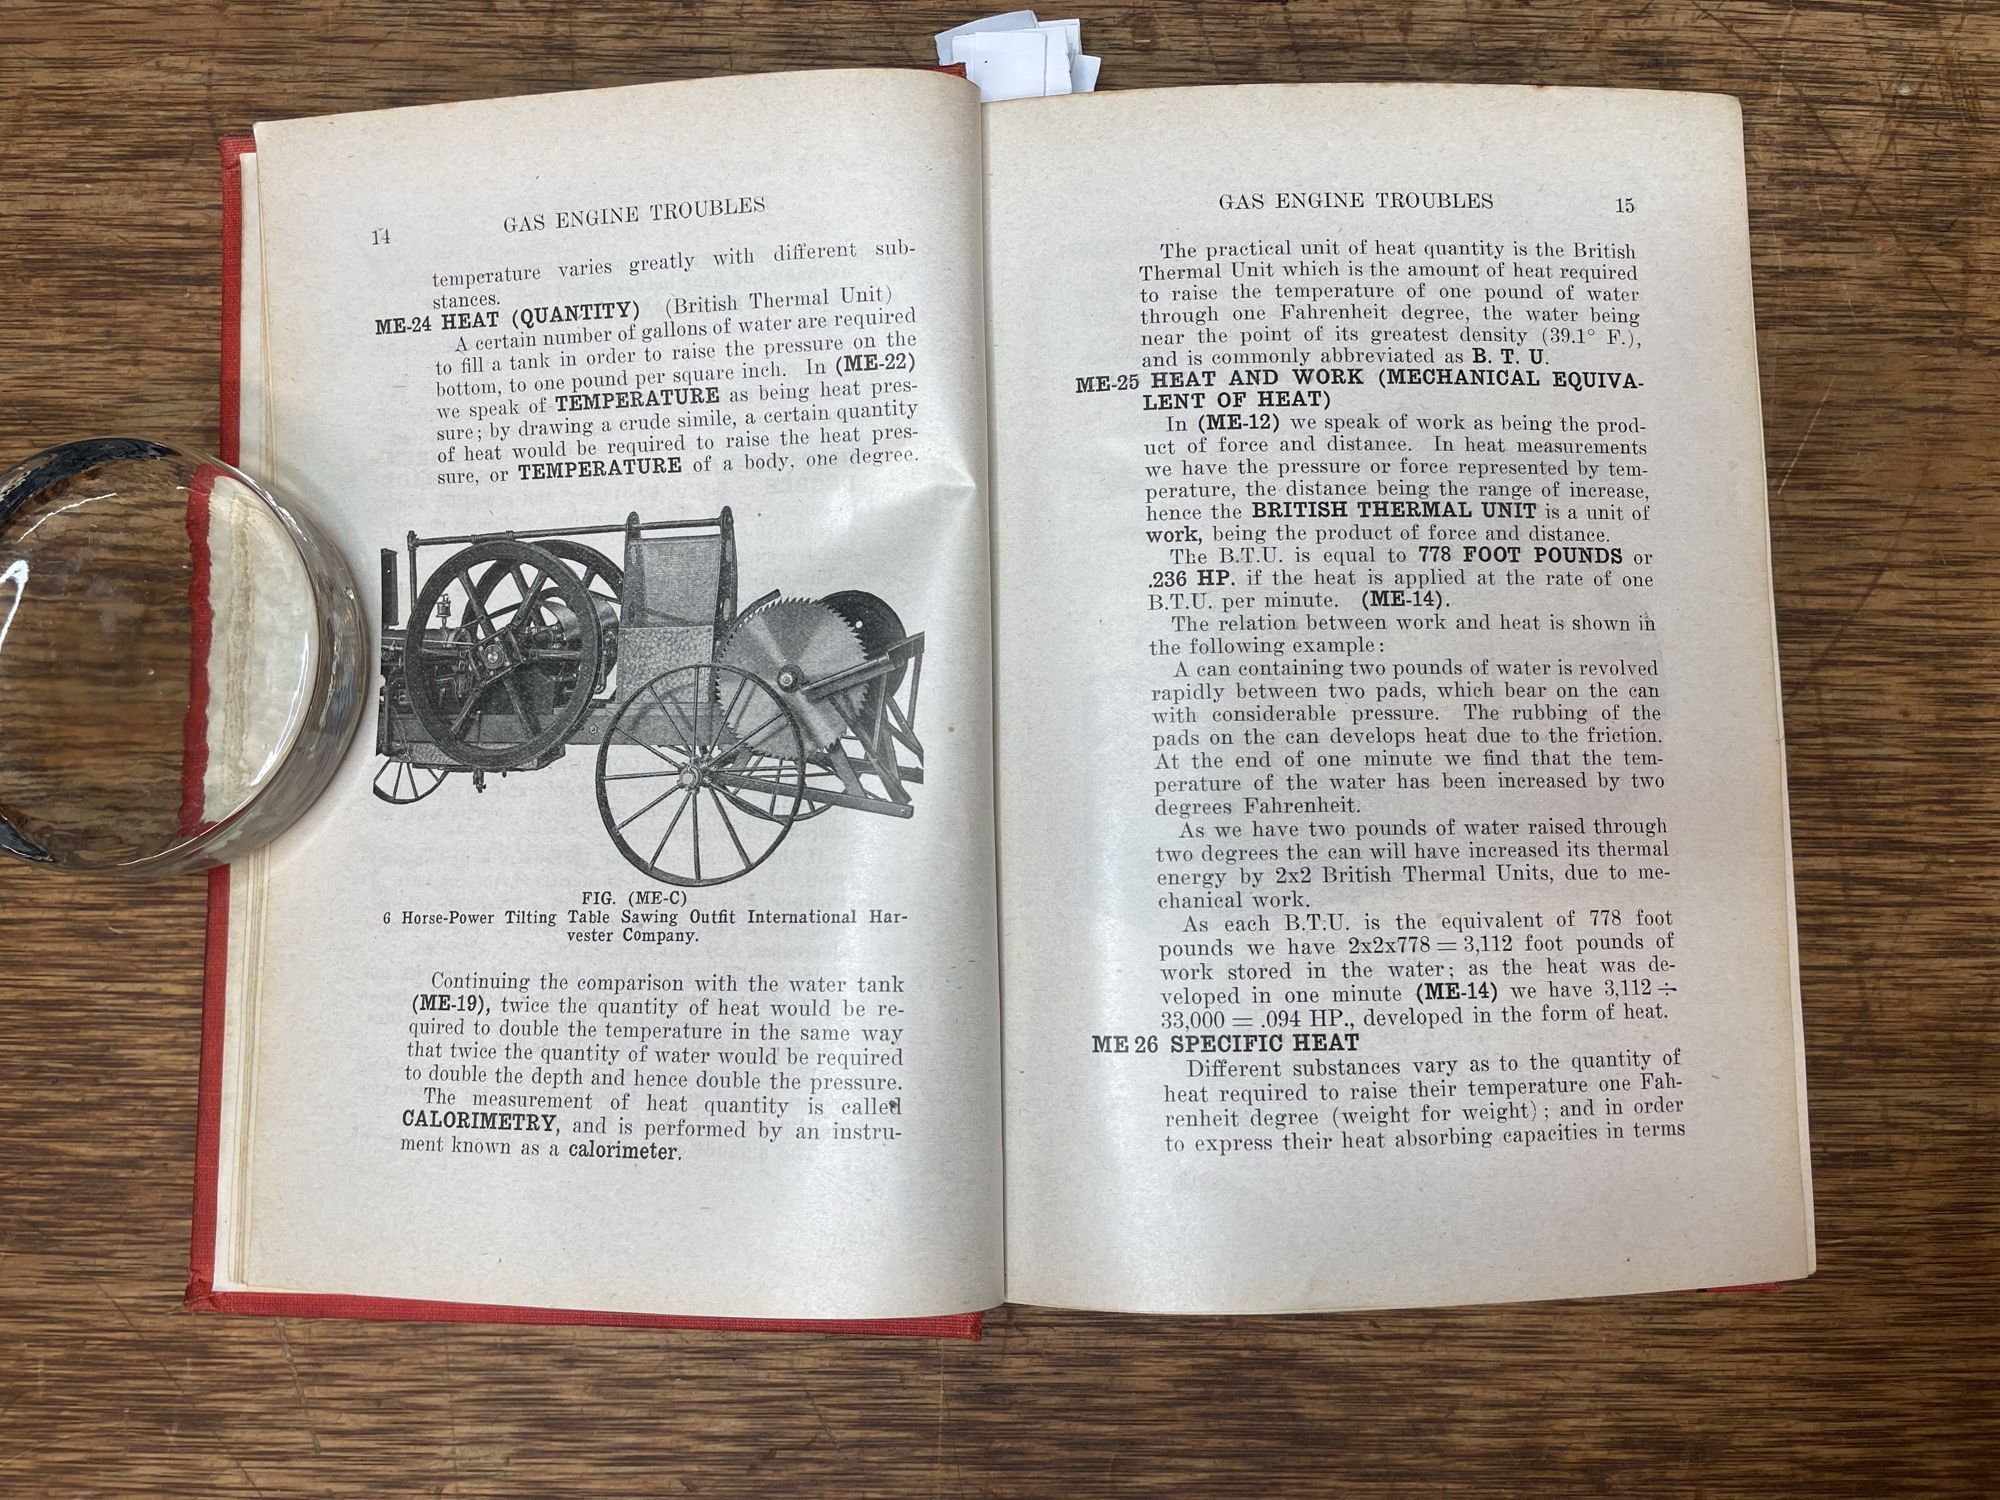 14
GAS ENGINE TROUBLES
temperature varies greatly with different sub-
stances.
ME-24 HEAT (QUANTITY) (British Thermal Unit)
A certain number of gallons of water are required
to fill a tank in order to raise the pressure on the
bottom, to one pound per square inch. In (ME-22)
we speak of TEMPERATURE as being heat pres-
sure; by drawing a crude simile, a certain quantity
of heat would be required to raise the heat pres-
sure, or TEMPERATURE of a body, one degree.
FIG. (ME-C)
6 Horse-Power Tilting Table Sawing Outfit International Har-
vester Company.
Continuing the comparison with the water tank
(ME-19), twice the quantity of heat would be re-
quired to double the temperature in the same way
that twice the quantity of water would be required
to double the depth and hence double the pressure.
The measurement of heat quantity is called
CALORIMETRY, and is performed by an instru-
ment known as a calorimeter.
GAS ENGINE TROUBLES
15
The practical unit of heat quantity is the British
Thermal Unit which is the amount of heat required
to raise the temperature of one pound of water
through one Fahrenheit degree, the water being
near the point of its greatest density (39.1° F.),
and is commonly abbreviated as B. T. U.
ME-25 HEAT AND WORK (MECHANICAL EQUIVA-
LENT OF HEAT)
In (ME-12) we speak of work as being the prod-
uct of force and distance. In heat measurements
we have the pressure or force represented by tem-
perature, the distance being the range of increase,
hence the BRITISH THERMAL UNIT is a unit of
work, being the product of force and distance.
The B.T.U. is equal to 778 FOOT POUNDS or
.236 HP. if the heat is applied at the rate of one
B.T.U. per minute. (ME-14).
The relation between work and heat is shown in
the following example:
A can containing two pounds of water is revolved
rapidly between two pads, which bear on the can
with considerable pressure. The rubbing of the
pads on the can develops heat due to the friction.
At the end of one minute we find that the tem-
perature of the water has been increased by two
degrees Fahrenheit.
As we have two pounds of water raised through
two degrees the can will have increased its thermal
energy by 2x2 British Thermal Units, due to me-
chanical work.
As each B.T.U. is the equivalent of 778 foot
pounds we have 2x2x778 = 3,112 foot pounds of
work stored in the water; as the heat was de-
veloped in one minute (ME-14) we have 3,112 ÷
33,000 = .094 HP., developed in the form of heat.
ME 26 SPECIFIC HEAT
Different substances vary as to the quantity of
heat required to raise their temperature one Fah-
renheit degree (weight for weight); and in order
to express their heat absorbing capacities in terms